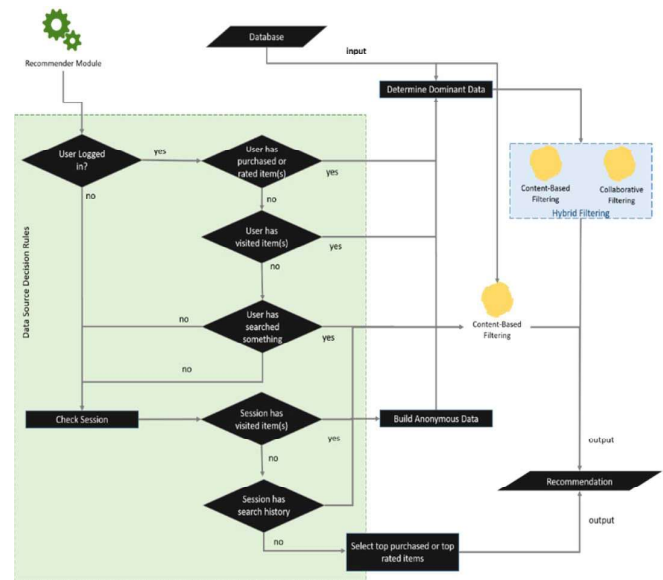 Database
input
Recommender Module
Determine Dominant Data
User Logged
in?
yes
User has
purchased or
rated item(s)
yes
Content-Based
Filtering
Collaborative
Filtering
Hybrid Filtering
no
no
User has
visited item(s)
yes
no
Data Source Decision Rules
no
User has
searched
something
yes
Content-Based
Filtering
no
Check Session
Session has
visited item(s)
yes
Build Anonymous Data
no
output
Session has
search history
Recommendation
no
Select top purchased or top
rated items
output